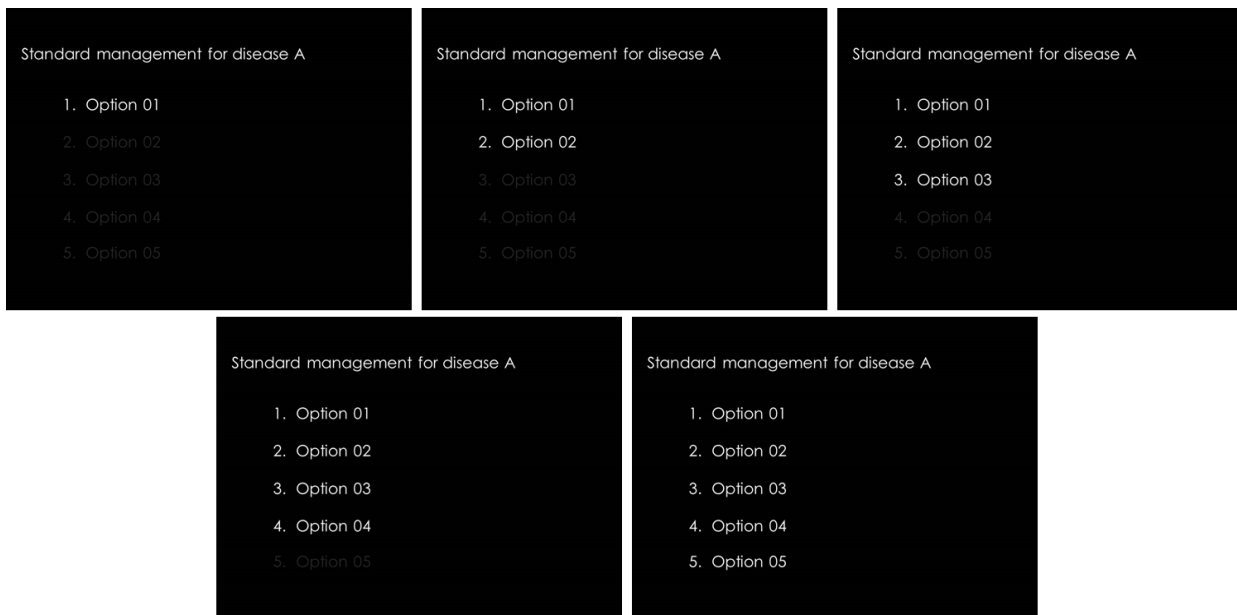 Standard management for disease A
1. Option 01
2. Option 02
3. Option 03
4. Option 04
5. Option 05
Standard management for disease A
1. Option 01
2. Option 02
3. Option 03
4. Option 04
5. Option 05
Standard management for disease A
1. Option 01
2. Option 02
3. Option 03
4. Option 04
5. Option 05
Standard management for disease A
1. Option 01
2. Option 02
3. Option 03
4. Option 04
5. Option 05
Standard management for disease A
1. Option 01
2. Option 02
3. Option 03
4. Option 04
5. Option 05